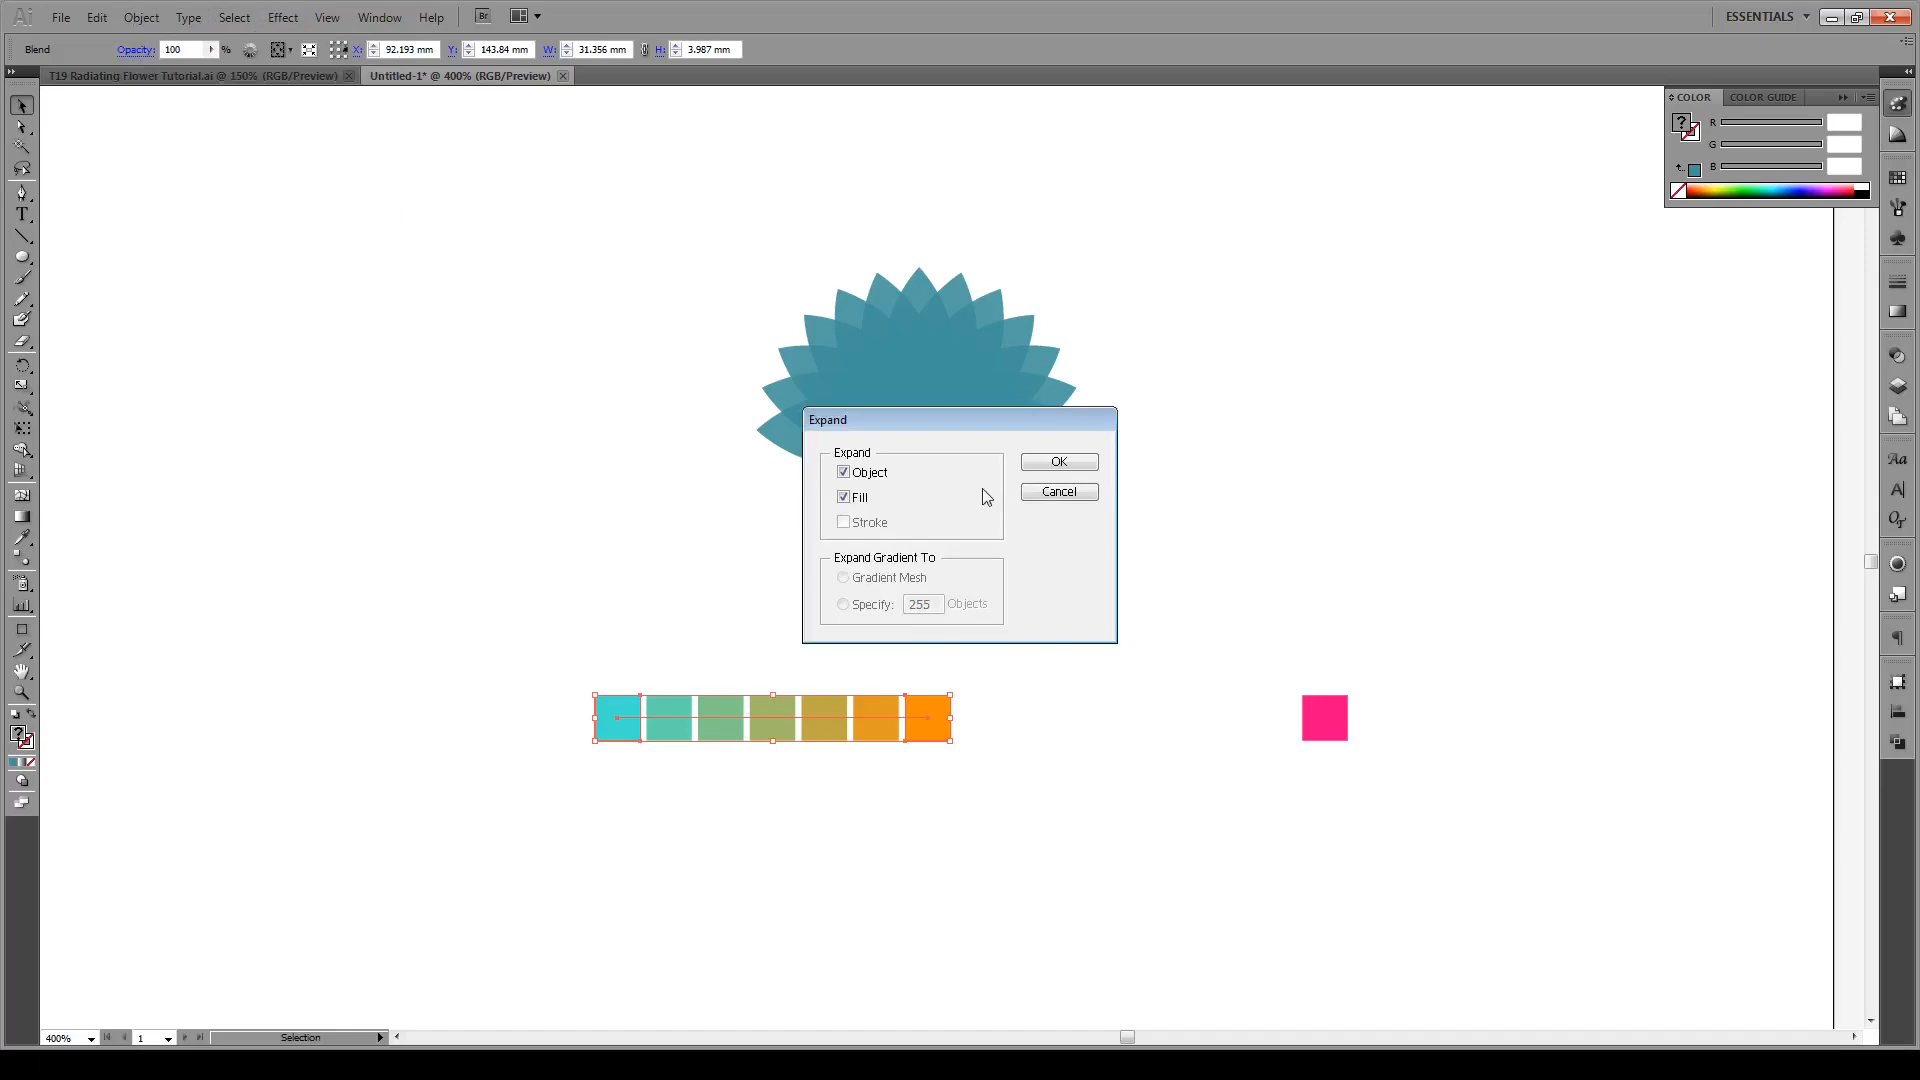 Ai File Edit Object Type Select Effect View Window Help Br ESSENTIALS
Blend Opacity: 100 % X: 92.193 mm Y: 143.84 mm W: 31.356 mm H: 3.987 mm
T19 Radiating Flower Tutorial.ai @ 150% (RGB/Preview) Untitled-1* @ 400% (RGB/Preview)
COLOR COLOR GUIDE
? R
G
B
T
Expand
Expand
Object
Fill
Stroke
OK
Cancel
Expand Gradient To
Gradient Mesh
Specify: 255 Objects
Aa
A
?
400% 1 Selection